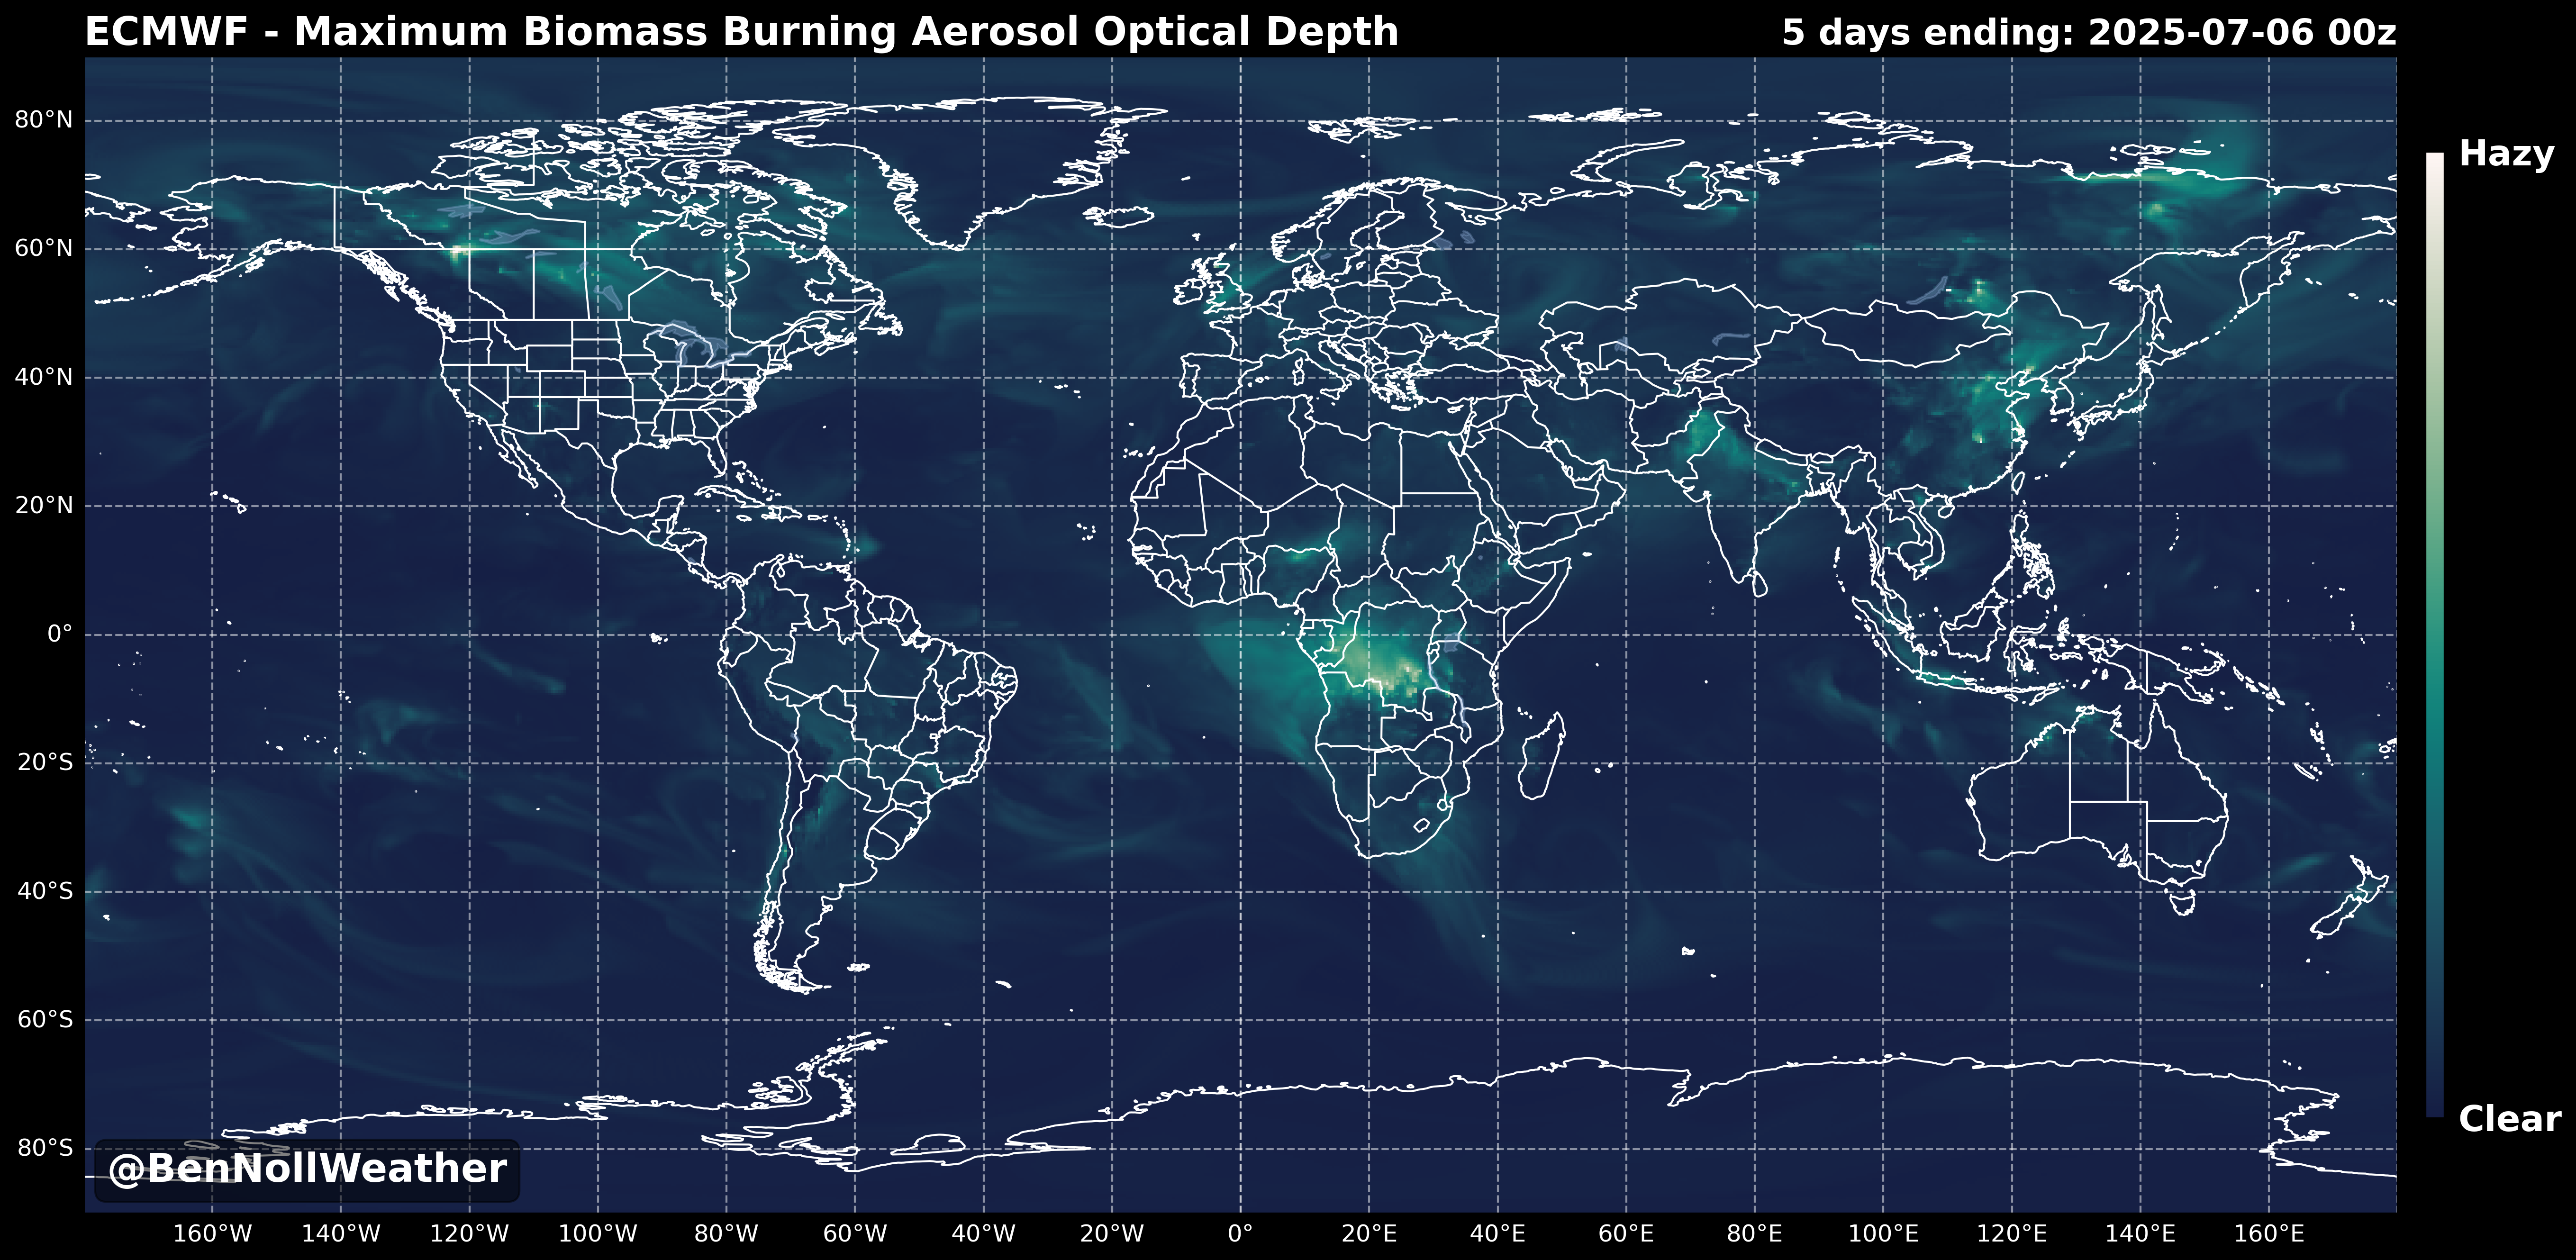 ECMWF - Maximum Biomass Burning Aerosol Optical Depth
5 days ending: 2025-07-06 00z
Hazy
80°N
60°N
40°N
20°N
0°
20°S
40°S
60°S
80°S
Clear
@BenNollWeather
160°W 140°W 120°W 100°W 80°W 60°W 40°W 20°W 0° 20°E 40°E 60°E 80°E 100°E 120°E 140°E 160°E